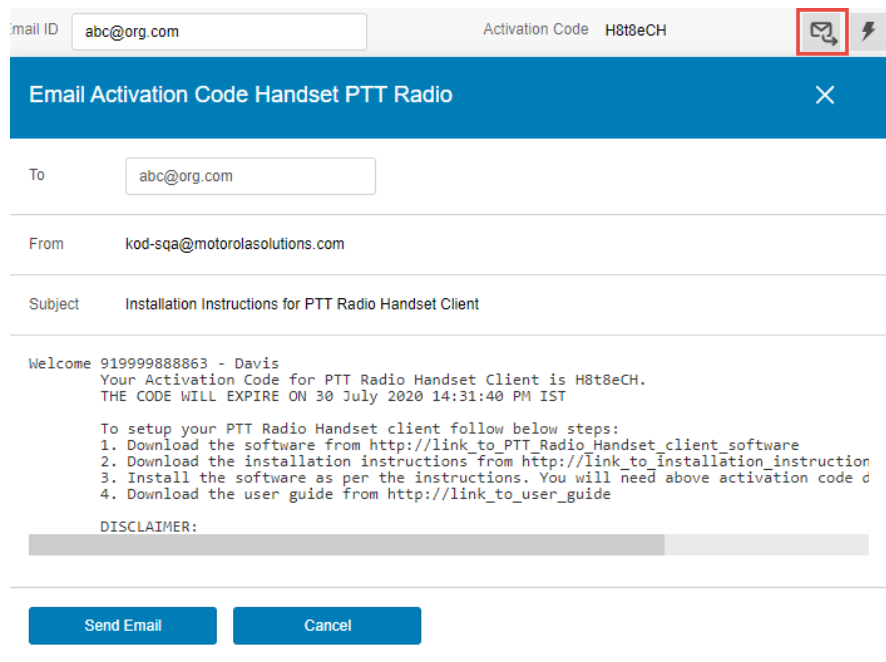 Email ID abc@org.com Activation Code H8t8eCH
Email Activation Code Handset PTT Radio
To abc@org.com
From kod-sqa@motorolasolutions.com
Subject Installation Instructions for PTT Radio Handset Client
Welcome 919999888863 - Davis
Your Activation Code for PTT Radio Handset Client is H8t8eCH.
THE CODE WILL EXPIRE ON 30 July 2020 14:31:40 PM IST
To setup your PTT Radio Handset client follow below steps:
1. Download the software from http://link_to_PTT_Radio_Handset_client_software
2. Download the installation instructions from http://link_to_installation_instruction
3. Install the software as per the instructions. You will need above activation code d
4. Download the user guide from http://link_to_user_guide
DISCLAIMER:
Send Email Cancel